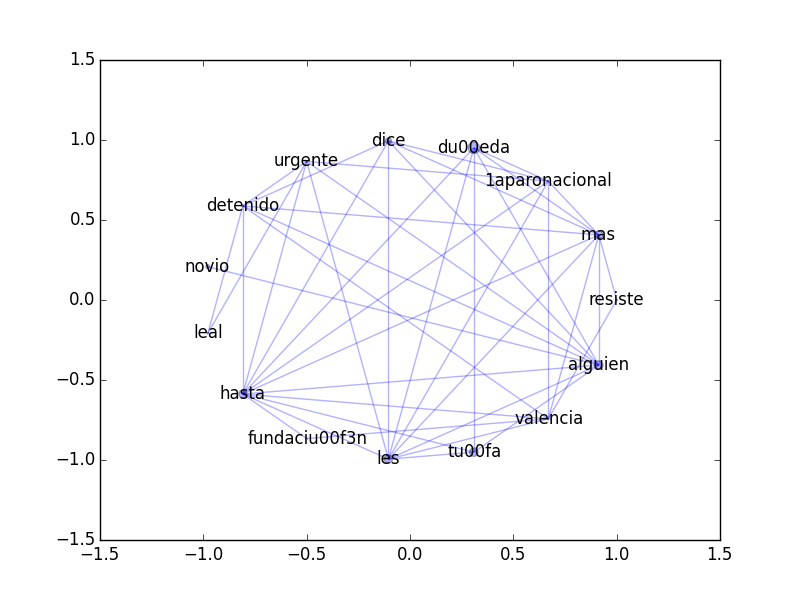 1.5
dice
1.0
du00eda
urgente
1aparonacional
detenido
0.5
mas
novio
0.0
resiste
leal
alguien
−0.5
hasta
valencia
fundaciu00f3n
tu00fa
−1.0
les
−1.5
−1.5 −1.0 −0.5 0.0 0.5 1.0 1.5